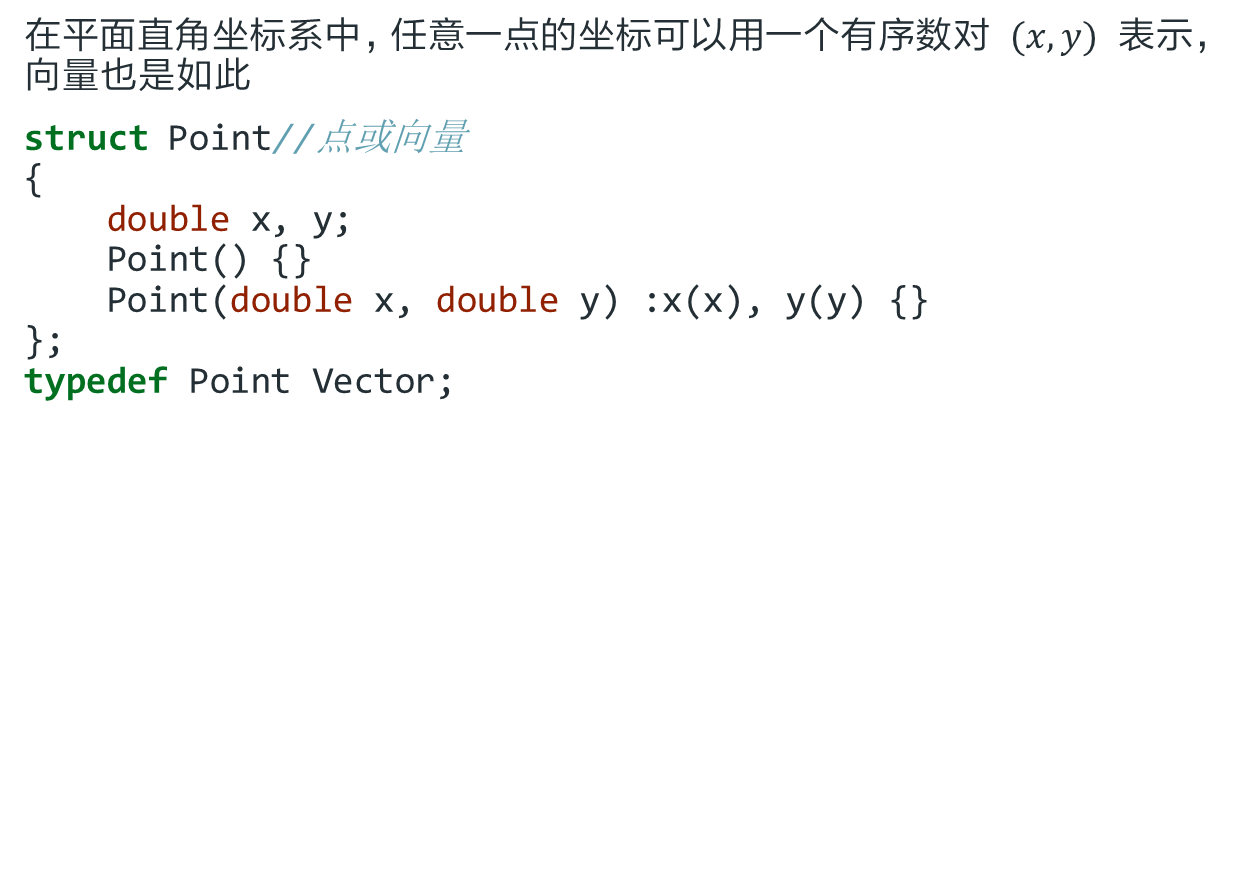 在平面直角坐标系中，任意一点的坐标可以用一个有序数对 (x, y) 表示，
向量也是如此
struct Point//点或向量
{
    double x, y;
    Point() {}
    Point(double x, double y) :x(x), y(y) {}
};
typedef Point Vector;